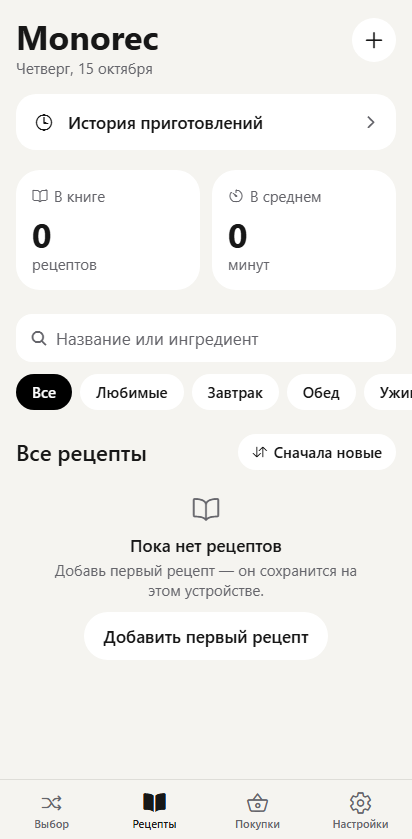 Monorec
Четверг, 15 октября
История приготовлений
В книге
0
рецептов
В среднем
0
минут
Название или ингредиент
Все
Любимые
Завтрак
Обед
Все рецепты
Сначала новые
Пока нет рецептов
Добавь первый рецепт — он сохранится на
этом устройстве.
Добавить первый рецепт
Выбор
Рецепты
Покупки
Настройки